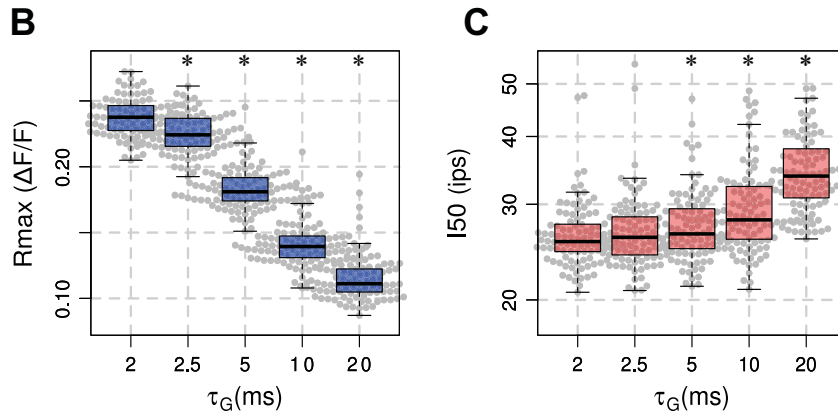 B
C
* * * *
* * *
Rmax (ΔF/F)
0.20
0.10
2 2.5 5 10 20
τG(ms)
I50 (ips)
50
40
30
20
2 2.5 5 10 20
τG(ms)